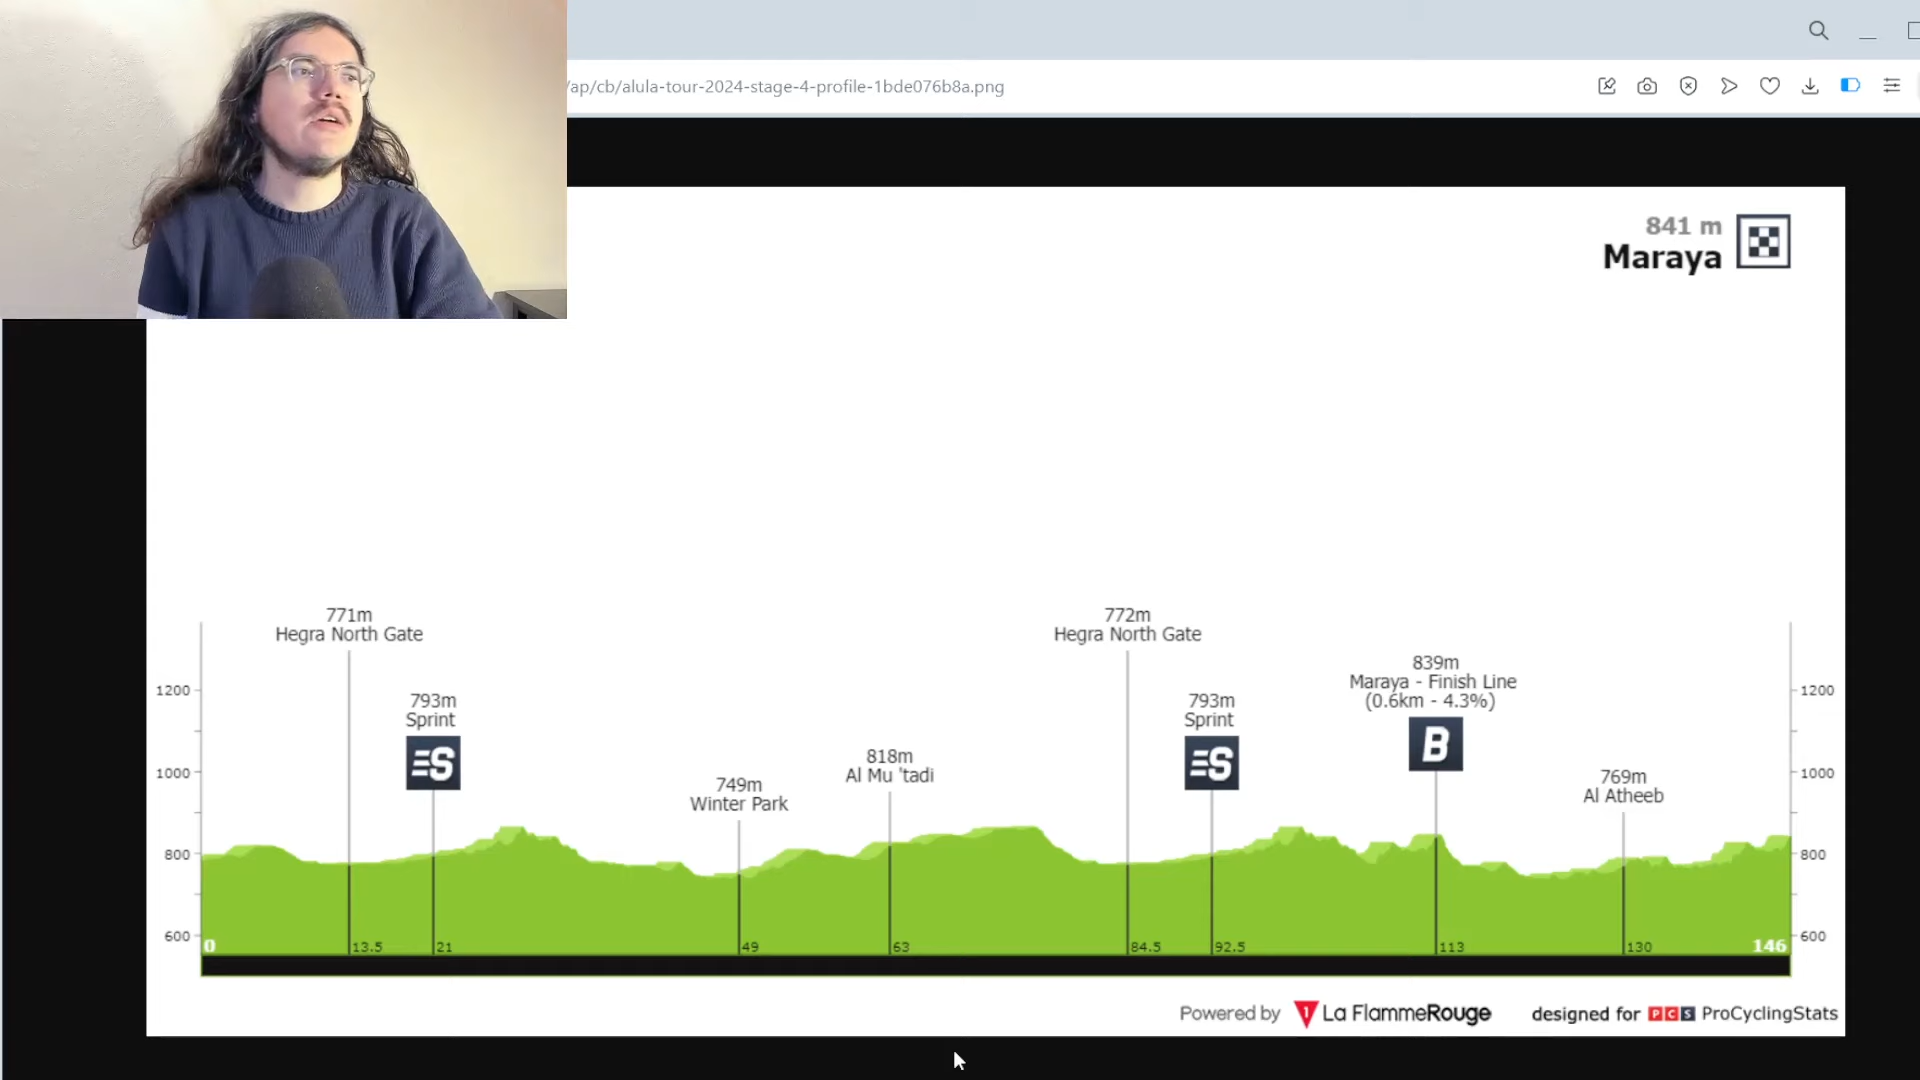 /ap/cb/alula-tour-2024-stage-4-profile-1bde076b8a.png
841 m
Maraya
771m
Hegra North Gate
793m
Sprint
S
749m
Winter Park
818m
Al Mu 'tadi
772m
Hegra North Gate
793m
Sprint
S
839m
Maraya - Finish Line
(0.6km - 4.3%)
B
769m
Al Atheeb
1200
1000
800
600
1200
1000
800
600
0
13.5
21
49
63
84.5
92.5
113
130
146
Powered by 1 La FlammeRouge
designed for PCS ProCyclingStats